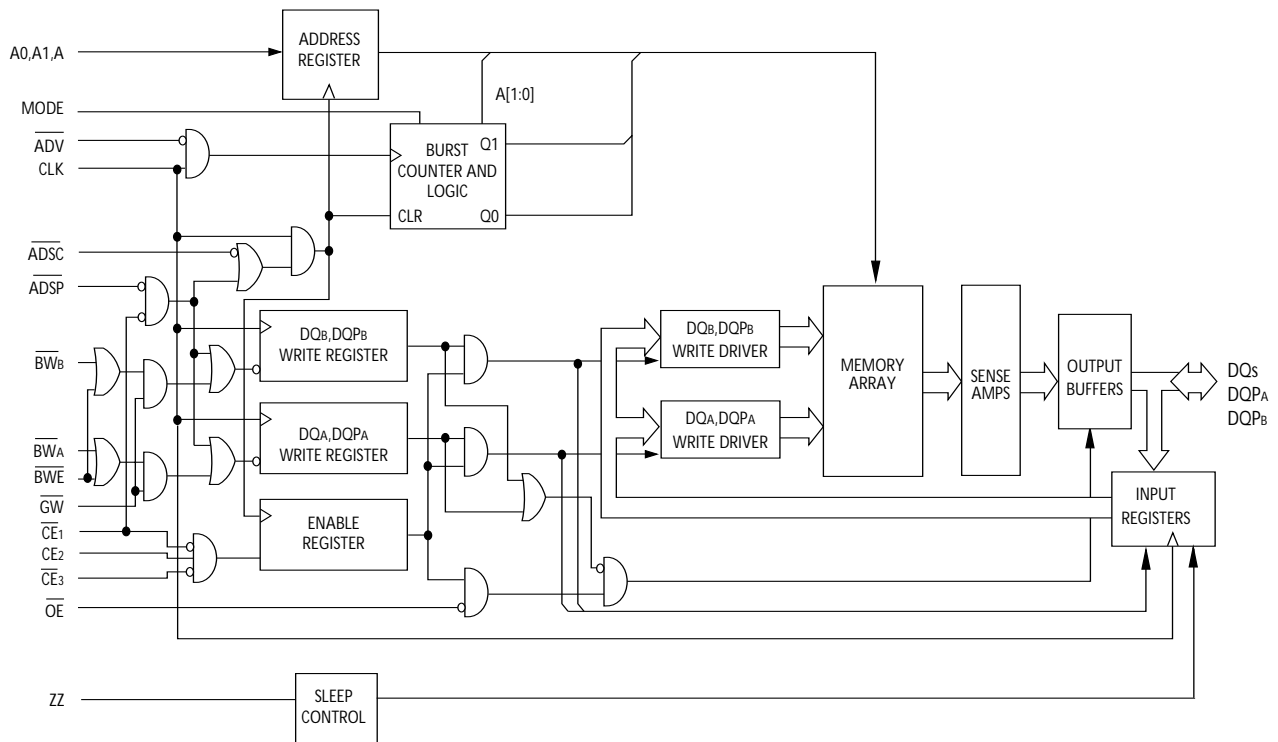 A0,A1,A
ADDRESS
REGISTER
A[1:0]
MODE
ADV
CLK
BURST
COUNTER AND
LOGIC
Q1
CLR
Q0
ADSC
ADSP
DQB,DQPB
WRITE REGISTER
DQB,DQPB
WRITE DRIVER
MEMORY
ARRAY
SENSE
AMPS
OUTPUT
BUFFERS
DQs
DQPA
DQPB
BWB
DQA,DQPA
WRITE REGISTER
DQA,DQPA
WRITE DRIVER
BWA
BWE
GW
CE1
CE2
CE3
ENABLE
REGISTER
INPUT
REGISTERS
OE
ZZ
SLEEP
CONTROL